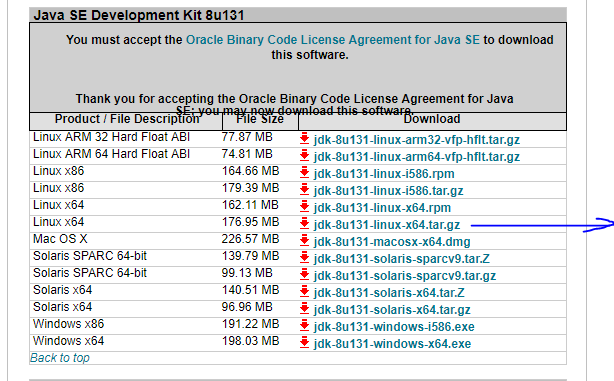 Java SE Development Kit 8u131
You must accept the Oracle Binary Code License Agreement for Java SE to download
this software.
Thank you for accepting the Oracle Binary Code License Agreement for Java
SE; you may now download this software.
Product / File Description File Size Download
Linux ARM 32 Hard Float ABI 77.87 MB jdk-8u131-linux-arm32-vfp-hflt.tar.gz
Linux ARM 64 Hard Float ABI 74.81 MB jdk-8u131-linux-arm64-vfp-hflt.tar.gz
Linux x86 164.66 MB jdk-8u131-linux-i586.rpm
Linux x86 179.39 MB jdk-8u131-linux-i586.tar.gz
Linux x64 162.11 MB jdk-8u131-linux-x64.rpm
Linux x64 176.95 MB jdk-8u131-linux-x64.tar.gz
Mac OS X 226.57 MB jdk-8u131-macosx-x64.dmg
Solaris SPARC 64-bit 139.79 MB jdk-8u131-solaris-sparcv9.tar.Z
Solaris SPARC 64-bit 99.13 MB jdk-8u131-solaris-sparcv9.tar.gz
Solaris x64 140.51 MB jdk-8u131-solaris-x64.tar.Z
Solaris x64 96.96 MB jdk-8u131-solaris-x64.tar.gz
Windows x86 191.22 MB jdk-8u131-windows-i586.exe
Windows x64 198.03 MB jdk-8u131-windows-x64.exe
Back to top